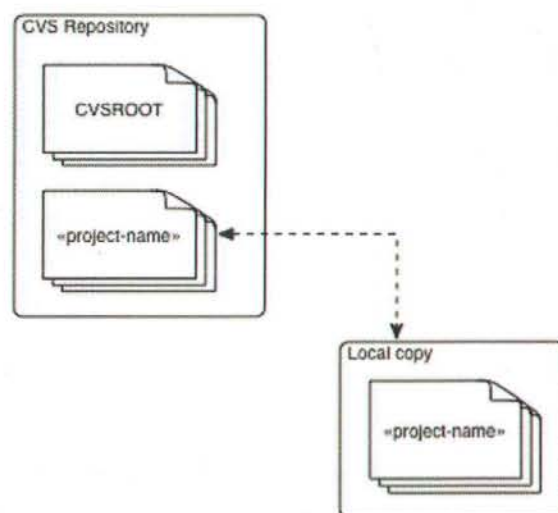 CVS Repository
CVSROOT
«project-name»
Local copy
«project-name»